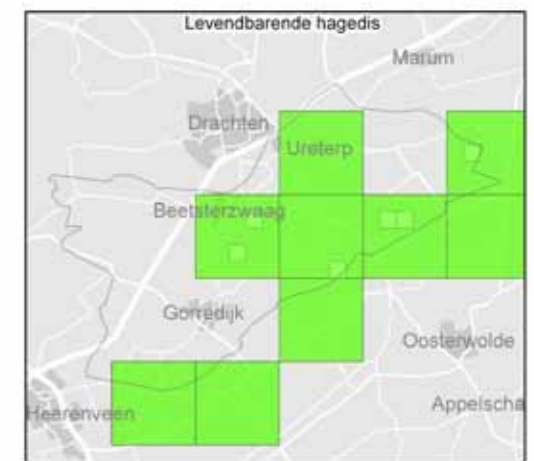 Levendbarende hagedis
Marum
Drachten
Ureterp
Beetsterzwaag
Gorredijk
Oosterwolde
Heerenveen
Appelscha